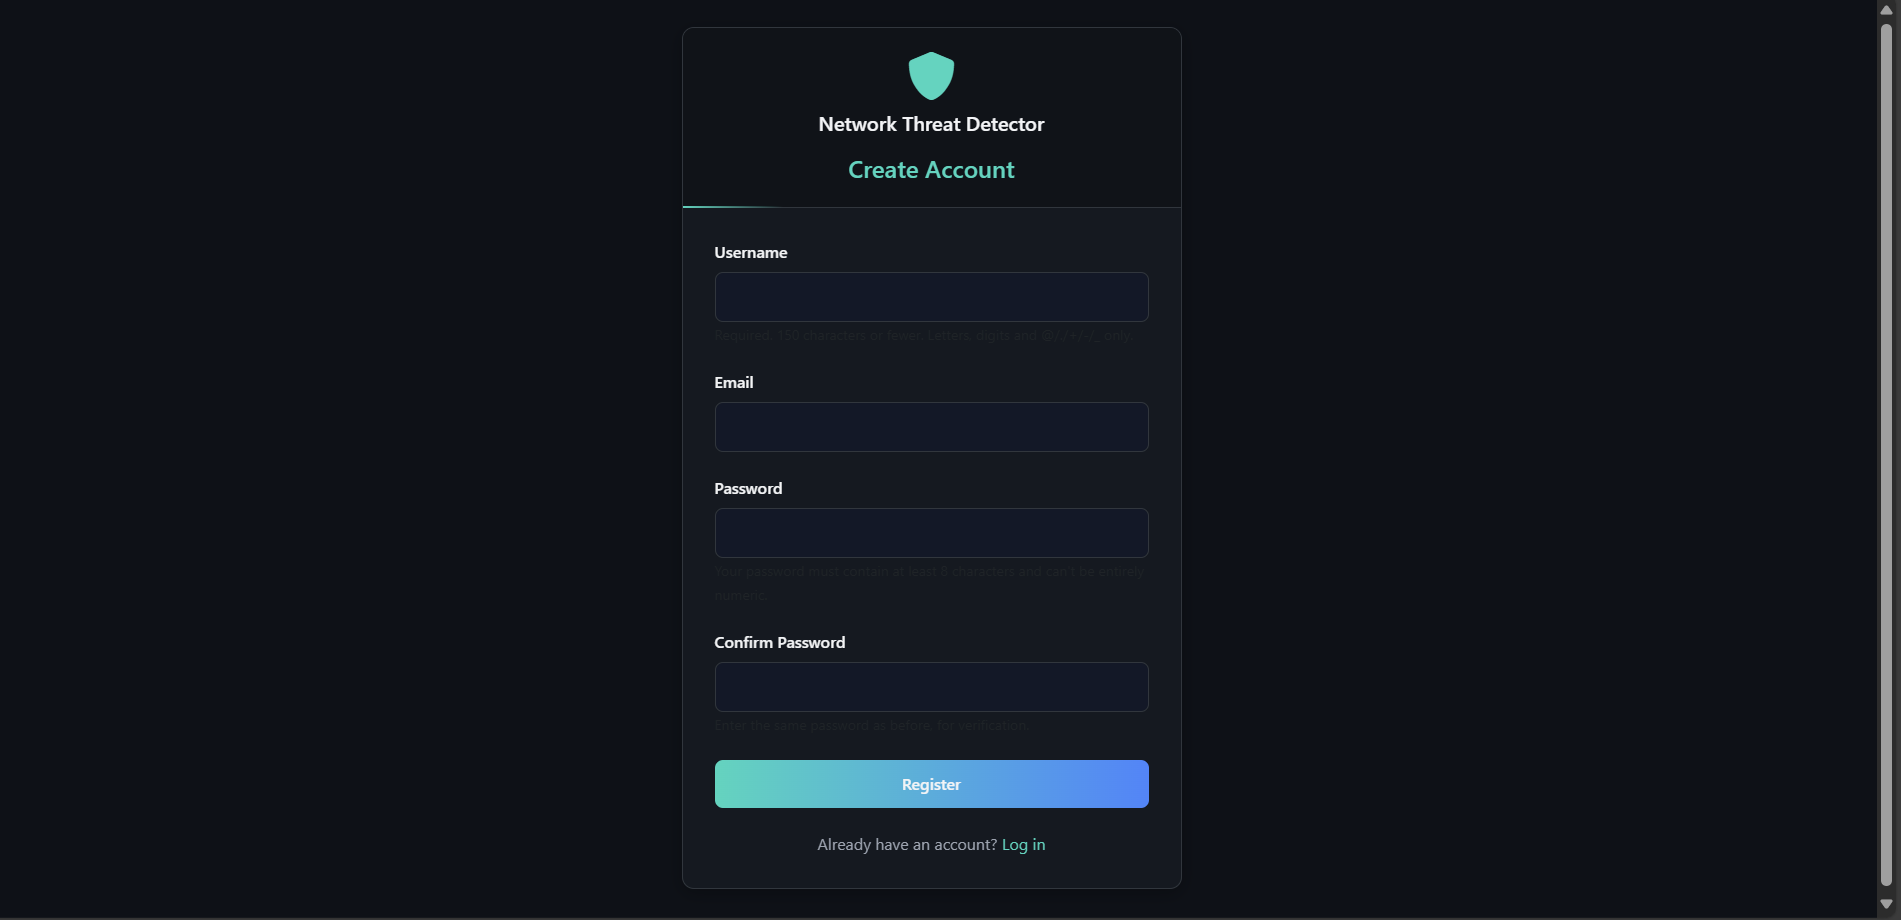 Network Threat Detector
Create Account
Username
Required. 150 characters or fewer. Letters, digits and @/./+/-/_ only.
Email
Password
Your password must contain at least 8 characters and can't be entirely
numeric.
Confirm Password
Enter the same password as before, for verification.
Register
Already have an account? Log in